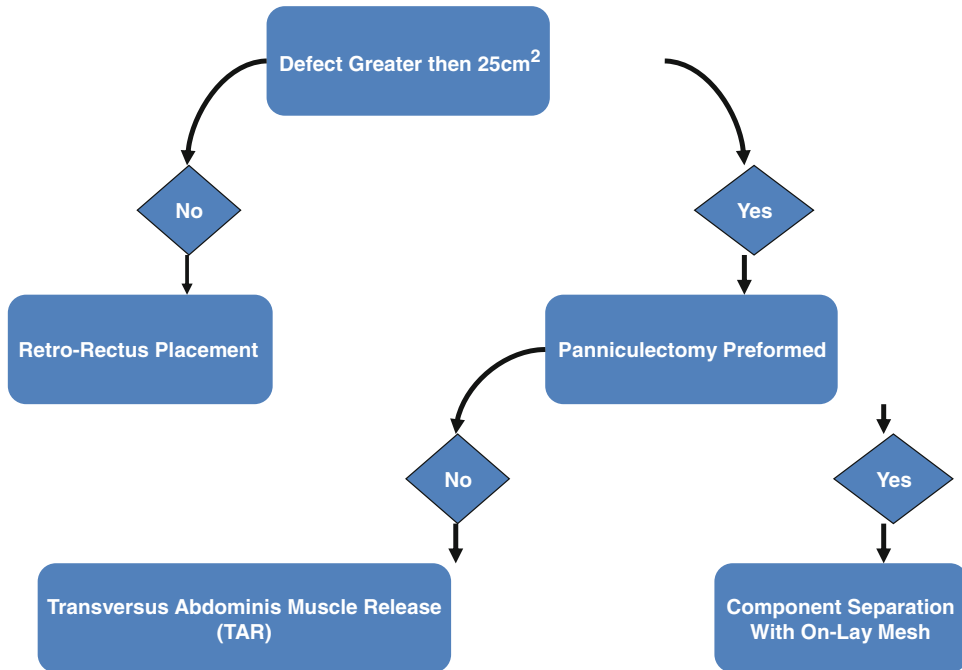 Defect Greater then 25cm²
No
Yes
Retro-Rectus Placement
Panniculectomy Preformed
No
Yes
Transversus Abdominis Muscle Release
(TAR)
Component Separation
With On-Lay Mesh